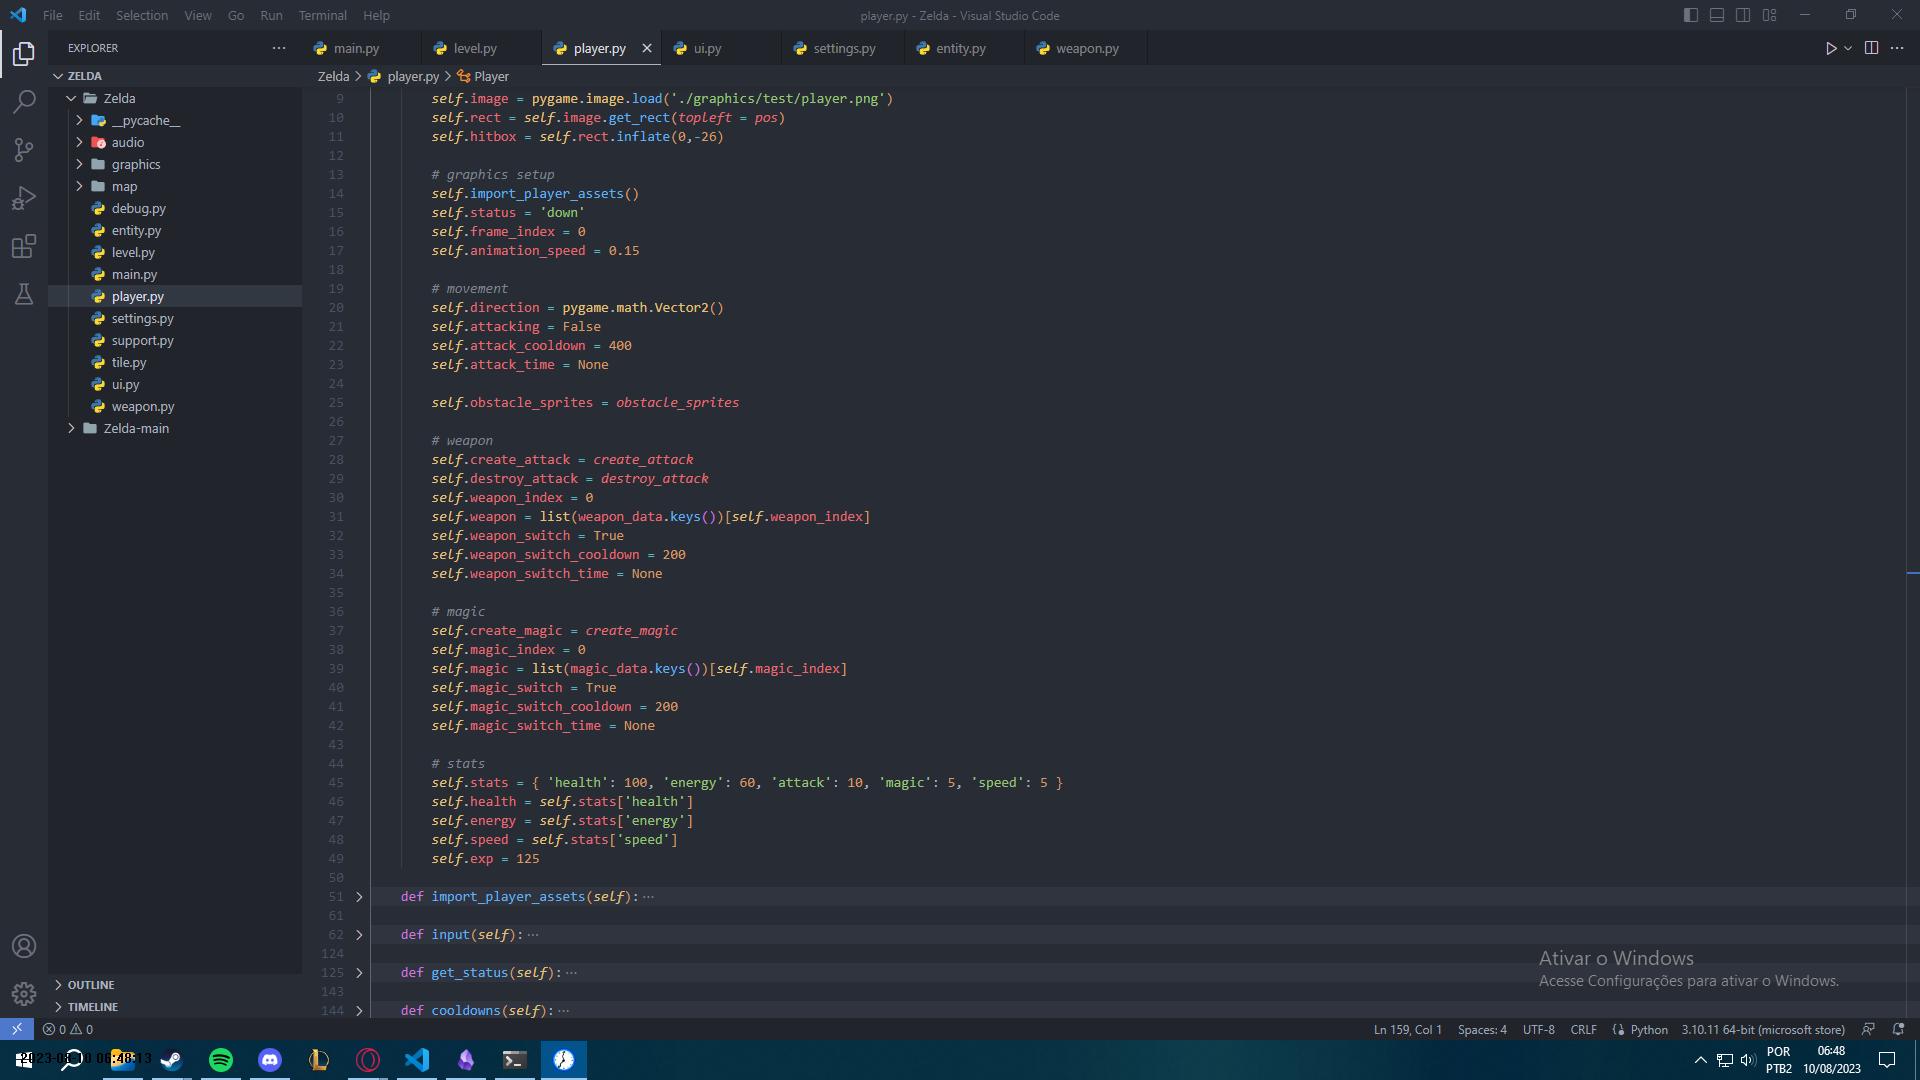 File Edit Selection View Go Run Terminal Help
player.py - Zelda - Visual Studio Code
EXPLORER
main.py level.py player.py ui.py settings.py entity.py weapon.py
ZELDA
Zelda
__pycache__
audio
graphics
map
debug.py
entity.py
level.py
main.py
player.py
settings.py
support.py
tile.py
ui.py
weapon.py
Zelda-main
OUTLINE
TIMELINE
Zelda > player.py > Player
9 self.image = pygame.image.load('./graphics/test/player.png')
10 self.rect = self.image.get_rect(topleft = pos)
11 self.hitbox = self.rect.inflate(0,-26)
12
13 # graphics setup
14 self.import_player_assets()
15 self.status = 'down'
16 self.frame_index = 0
17 self.animation_speed = 0.15
18
19 # movement
20 self.direction = pygame.math.Vector2()
21 self.attacking = False
22 self.attack_cooldown = 400
23 self.attack_time = None
24
25 self.obstacle_sprites = obstacle_sprites
26
27 # weapon
28 self.create_attack = create_attack
29 self.destroy_attack = destroy_attack
30 self.weapon_index = 0
31 self.weapon = list(weapon_data.keys())[self.weapon_index]
32 self.weapon_switch = True
33 self.weapon_switch_cooldown = 200
34 self.weapon_switch_time = None
35
36 # magic
37 self.create_magic = create_magic
38 self.magic_index = 0
39 self.magic = list(magic_data.keys())[self.magic_index]
40 self.magic_switch = True
41 self.magic_switch_cooldown = 200
42 self.magic_switch_time = None
43
44 # stats
45 self.stats = { 'health': 100, 'energy': 60, 'attack': 10, 'magic': 5, 'speed': 5 }
46 self.health = self.stats['health']
47 self.energy = self.stats['energy']
48 self.speed = self.stats['speed']
49 self.exp = 125
50
51 def import_player_assets(self):···
61
62 def input(self):···
124
125 def get_status(self):···
143
144 def cooldowns(self):···
Ativar o Windows
Acesse Configurações para ativar o Windows.
0 0
Ln 159, Col 1 Spaces: 4 UTF-8 CRLF Python 3.10.11 64-bit (microsoft store)
2023-08-10 06:48:13
POR
PTB2
06:48
10/08/2023